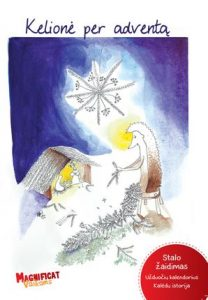 Kelionė per adventą
Stalo
žaidimas
Užduočių kalendorius
Kalėdų istorija
MAGNIFICAT